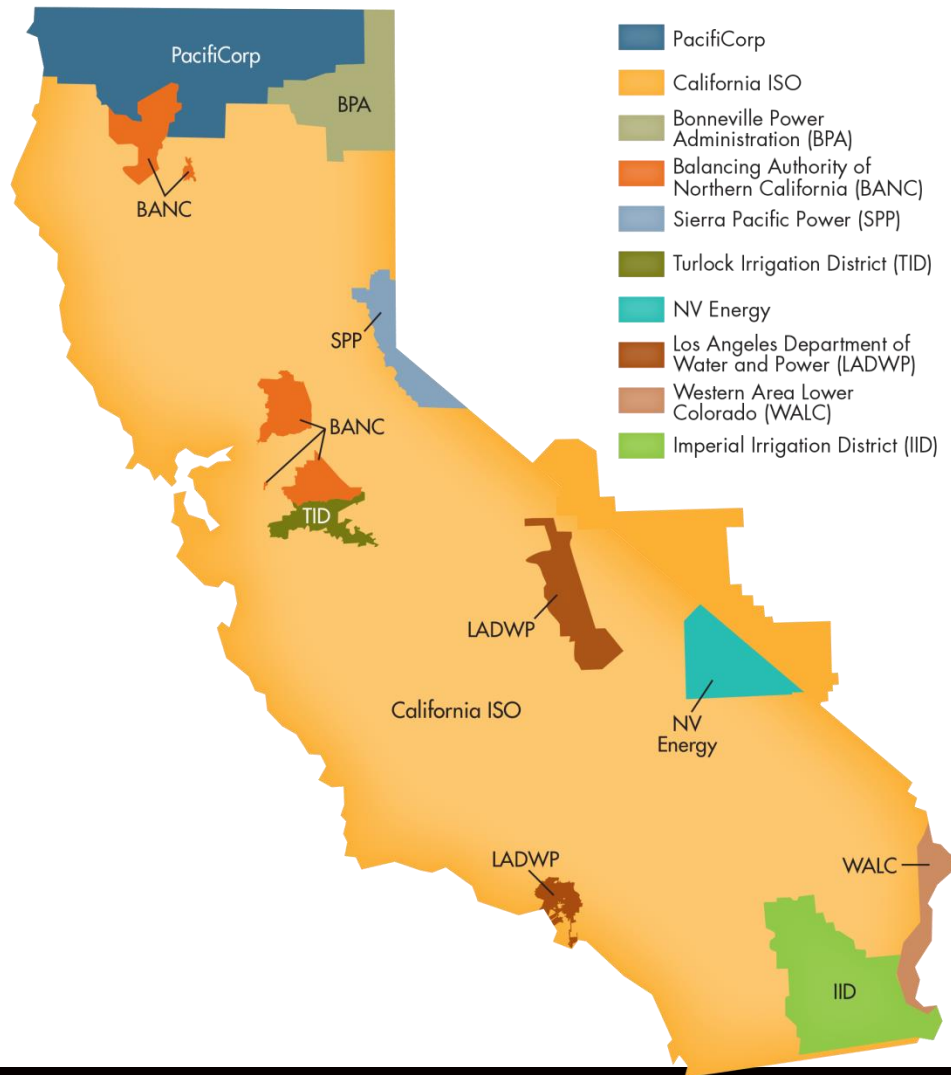 PacifiCorp
BPA
BANC
SPP
BANC
TID
LADWP
California ISO
NV
Energy
LADWP
WALC
IID
PacifiCorp
California ISO
Bonneville Power
Administration (BPA)
Balancing Authority of
Northern California (BANC)
Sierra Pacific Power (SPP)
Turlock Irrigation District (TID)
NV Energy
Los Angeles Department of
Water and Power (LADWP)
Western Area Lower
Colorado (WALC)
Imperial Irrigation District (IID)